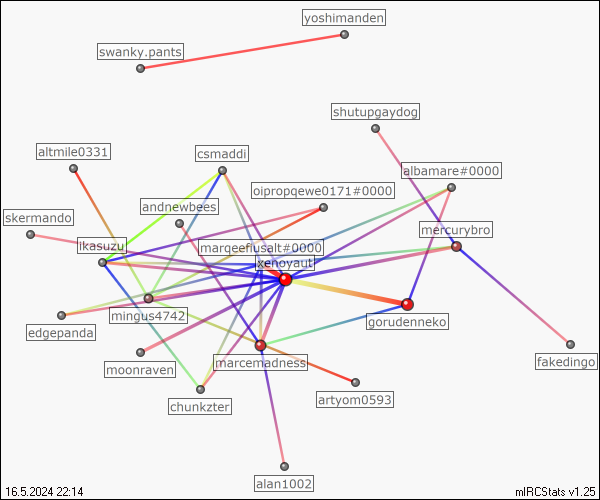 yoshimanden
swanky.pants
shutupgaydog
altmile0331
csmaddi
albamare#0000
oipropqewe0171#0000
andnewbees
skermando
mercurybro
ikasuzu
marqeeflusalt#0000
xenoyaut
mingus4742
gorudenneko
edgepanda
fakedingo
moonraven
marcemadness
artyom0593
chunkzter
alan1002
16.5.2024 22:14
mIRCStats v1.25